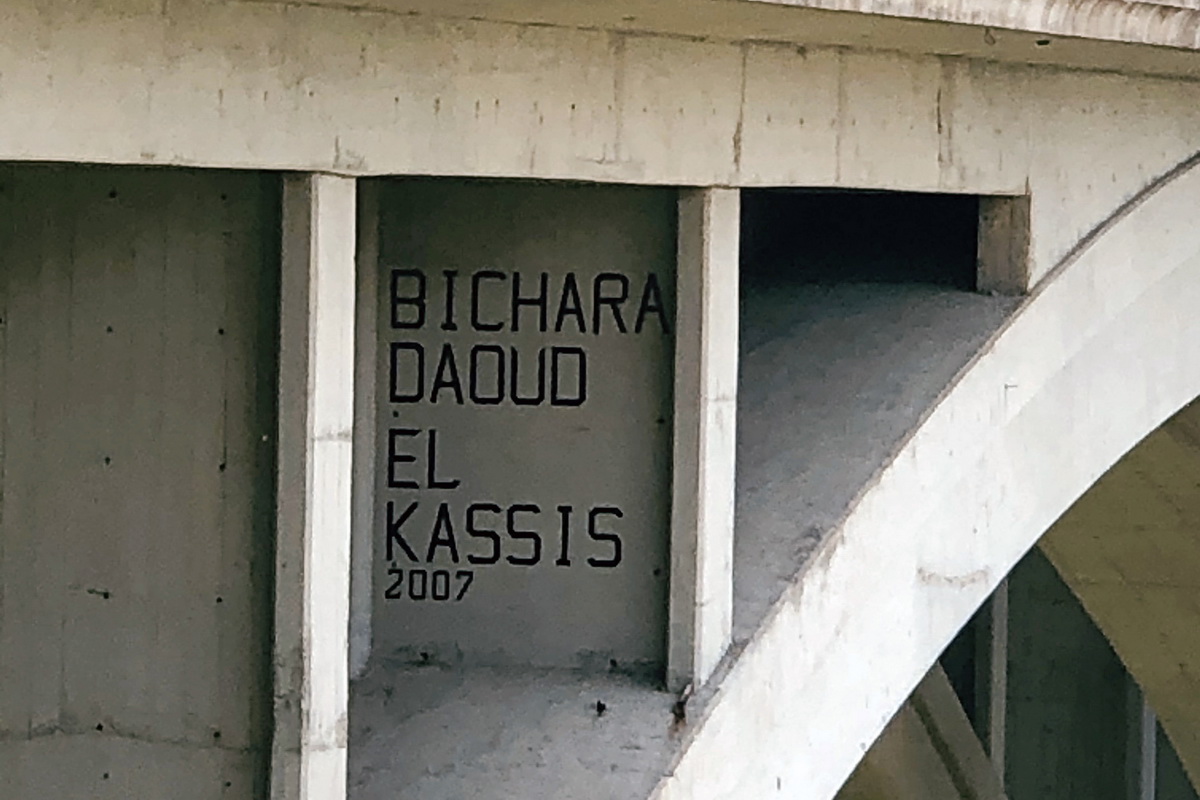 BICHARA
DAOUD
EL
KASSIS
2007